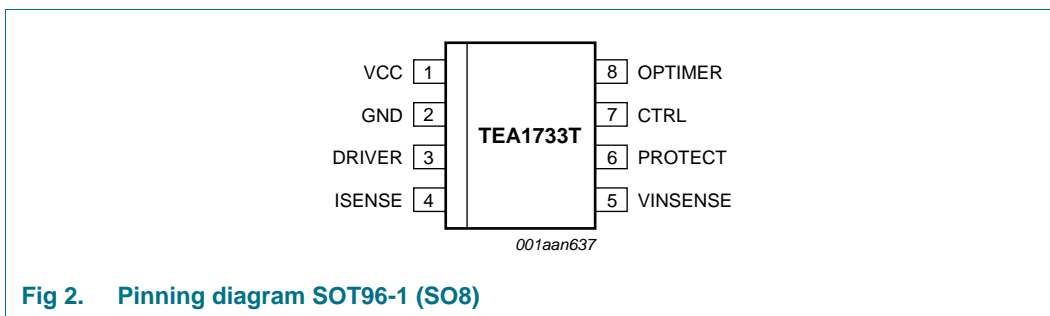 VCC 1 8 OPTIMER
GND 2 7 CTRL
TEA1733T
DRIVER 3 6 PROTECT
ISENSE 4 5 VINSENSE
001aan637
Fig 2. Pinning diagram SOT96-1 (SO8)